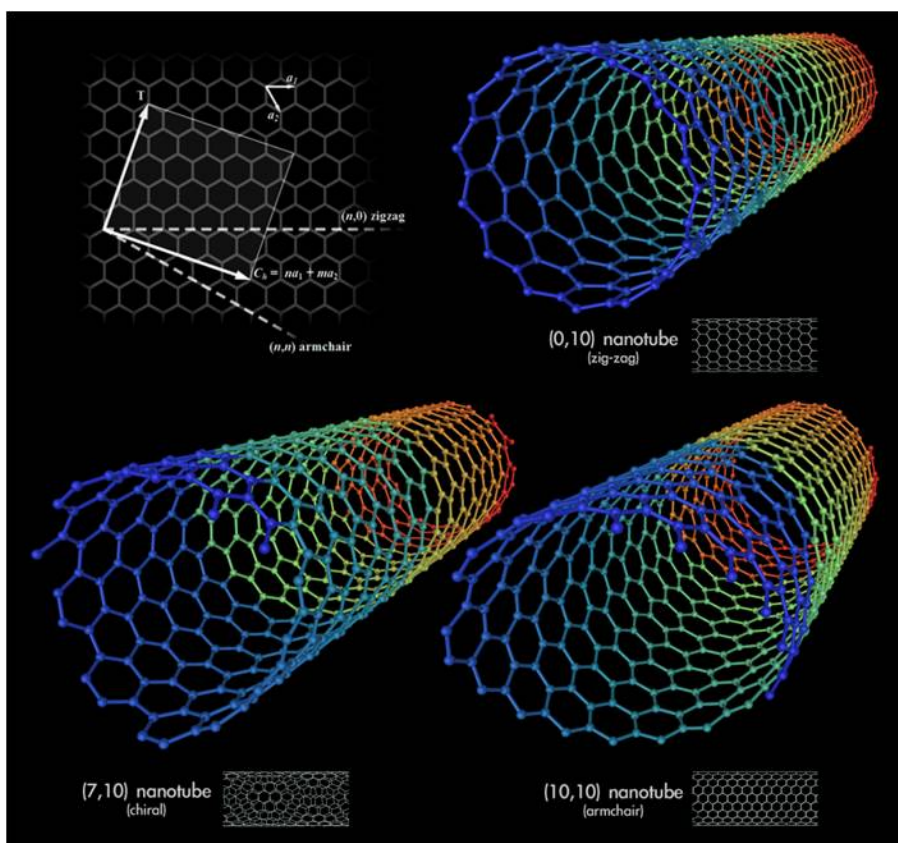 a1
a2
T
(n,0) zigzag
Ch = na1 + ma2
(n,n) armchair
(0,10) nanotube
(zig-zag)
(7,10) nanotube
(chiral)
(10,10) nanotube
(armchair)